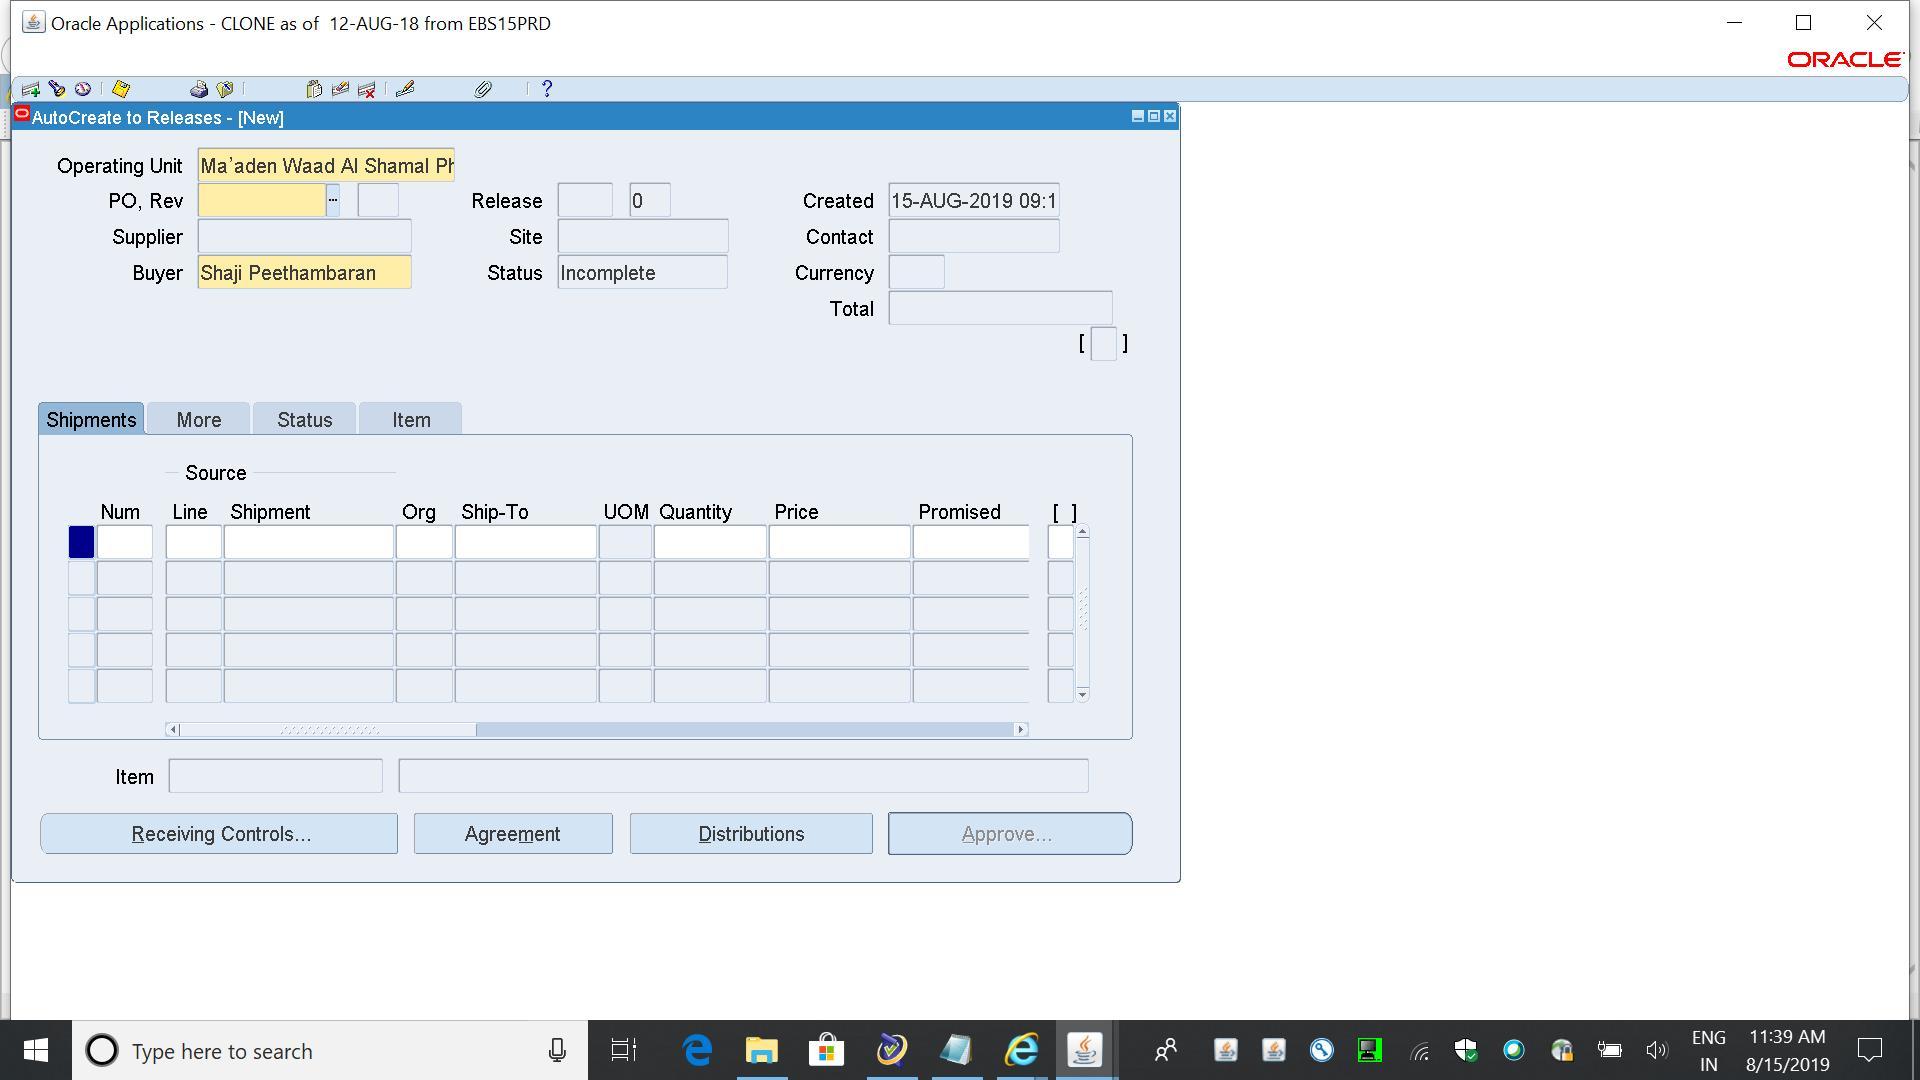 Oracle Applications - CLONE as of  12-AUG-18 from EBS15PRD
ORACLE
?
AutoCreate to Releases - [New]
Operating Unit Ma'aden Waad Al Shamal Ph
PO, Rev ... Release 0 Created 15-AUG-2019 09:1
Supplier Site Contact
Buyer Shaji Peethambaran Status Incomplete Currency
Total
[ ]
Shipments More Status Item
Source
Num Line Shipment Org Ship-To UOM Quantity Price Promised [ ]
Item
Receiving Controls... Agreement Distributions Approve...
Type here to search
ENG 11:39 AM
IN 8/15/2019